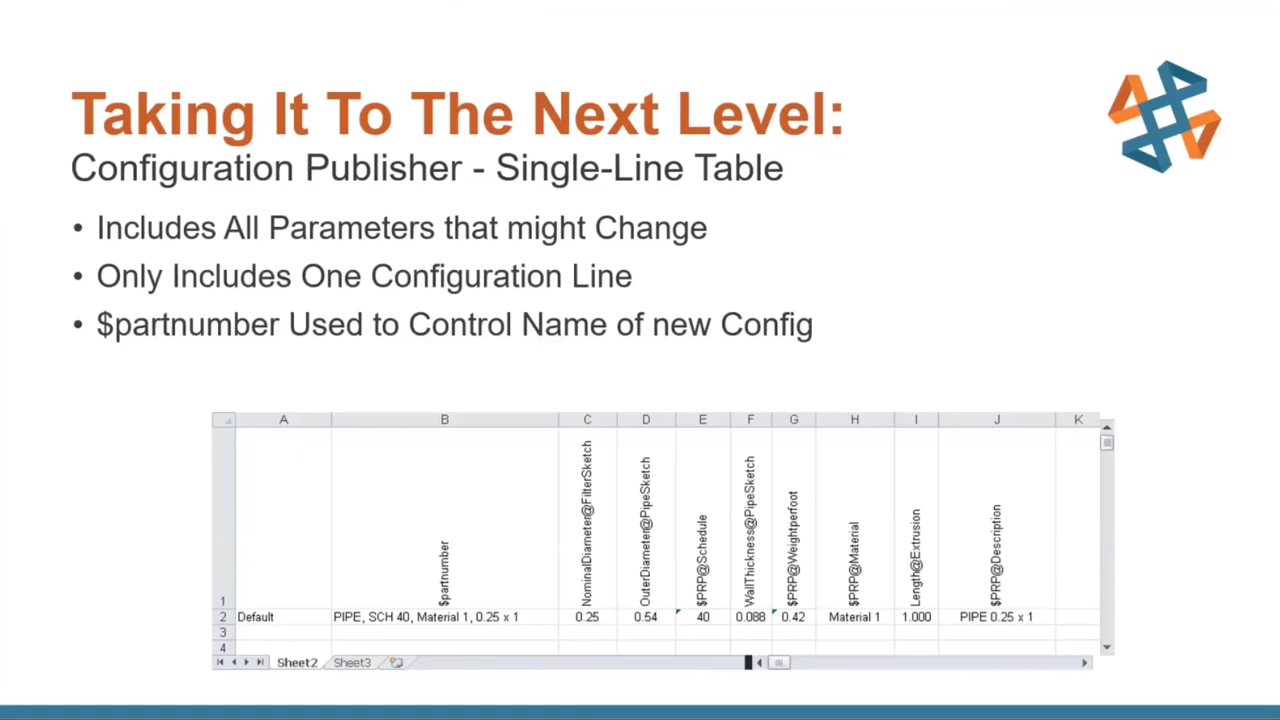 Taking It To The Next Level:
Configuration Publisher - Single-Line Table
• Includes All Parameters that might Change
• Only Includes One Configuration Line
• $partnumber Used to Control Name of new Config
A B C D E F G H I J K
1 $partnumber NominalDiameter@FilterSketch OuterDiameter@PipeSketch $PRP@Schedule WallThickness@PipeSketch $PRP@Weightperfoot $PRP@Material Length@Extrusion $PRP@Description
2 Default PIPE, SCH 40, Material 1, 0.25 x 1 0.25 0.54 40 0.088 0.42 Material 1 1.000 PIPE 0.25 x 1
3
4
Sheet2 Sheet3